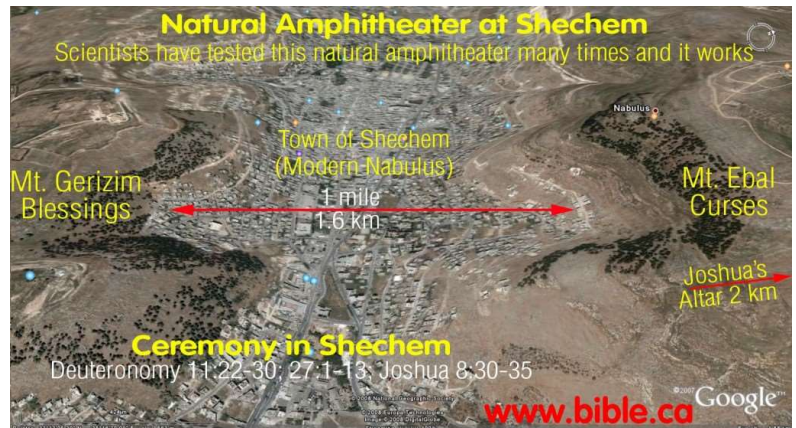 Natural Amphitheater at Shechem
Scientists have tested this natural amphitheater many times and it works
Nabulus
Town of Shechem
(Modern Nabulus)
Mt. Gerizim
Blessings
1 mile
1.6 km
Mt. Ebal
Curses
Joshua's
Altar 2 km
Ceremony in Shechem
Deuteronomy 11:22-30; 27:1-13; Joshua 8:30-35
©2007 Google™
www.bible.ca